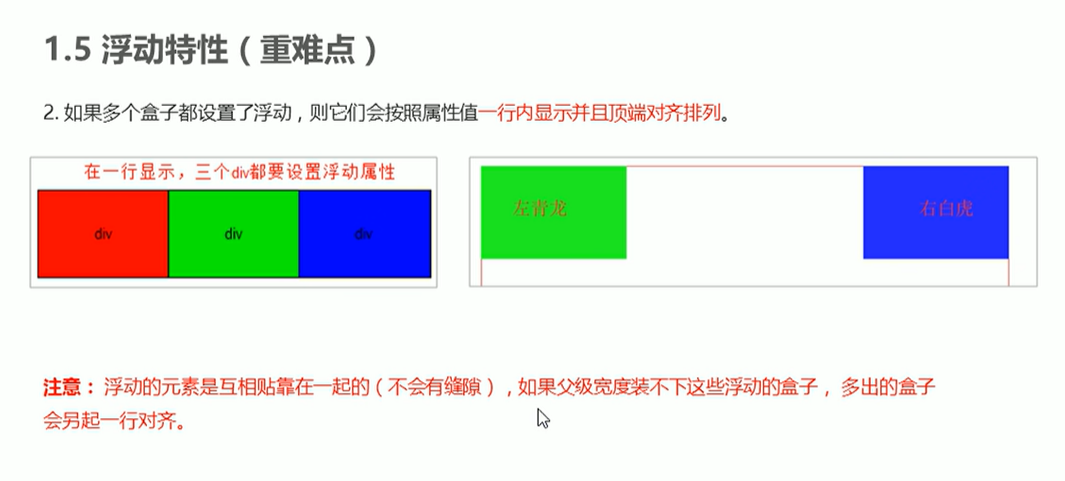 1.5 浮动特性（重难点）
2. 如果多个盒子都设置了浮动，则它们会按照属性值一行内显示并且顶端对齐排列。
在一行显示，三个div都要设置浮动属性
div
div
div
左青龙
右白虎
注意： 浮动的元素是互相贴靠在一起的（不会有缝隙），如果父级宽度装不下这些浮动的盒子， 多出的盒子
会另起一行对齐。